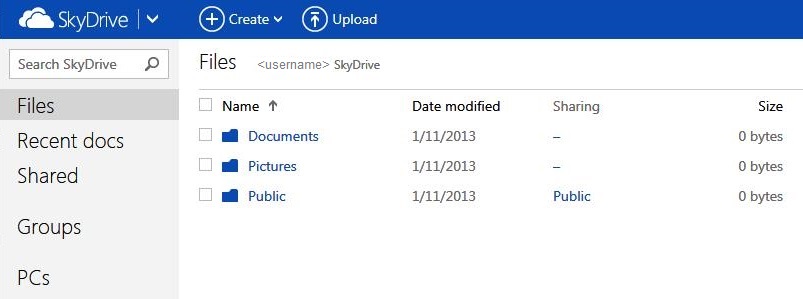 SkyDrive Create Upload
Search SkyDrive
Files
Recent docs
Shared
Groups
PCs
Files <username> SkyDrive
Name Date modified Sharing Size
Documents 1/11/2013 – 0 bytes
Pictures 1/11/2013 – 0 bytes
Public 1/11/2013 Public 0 bytes